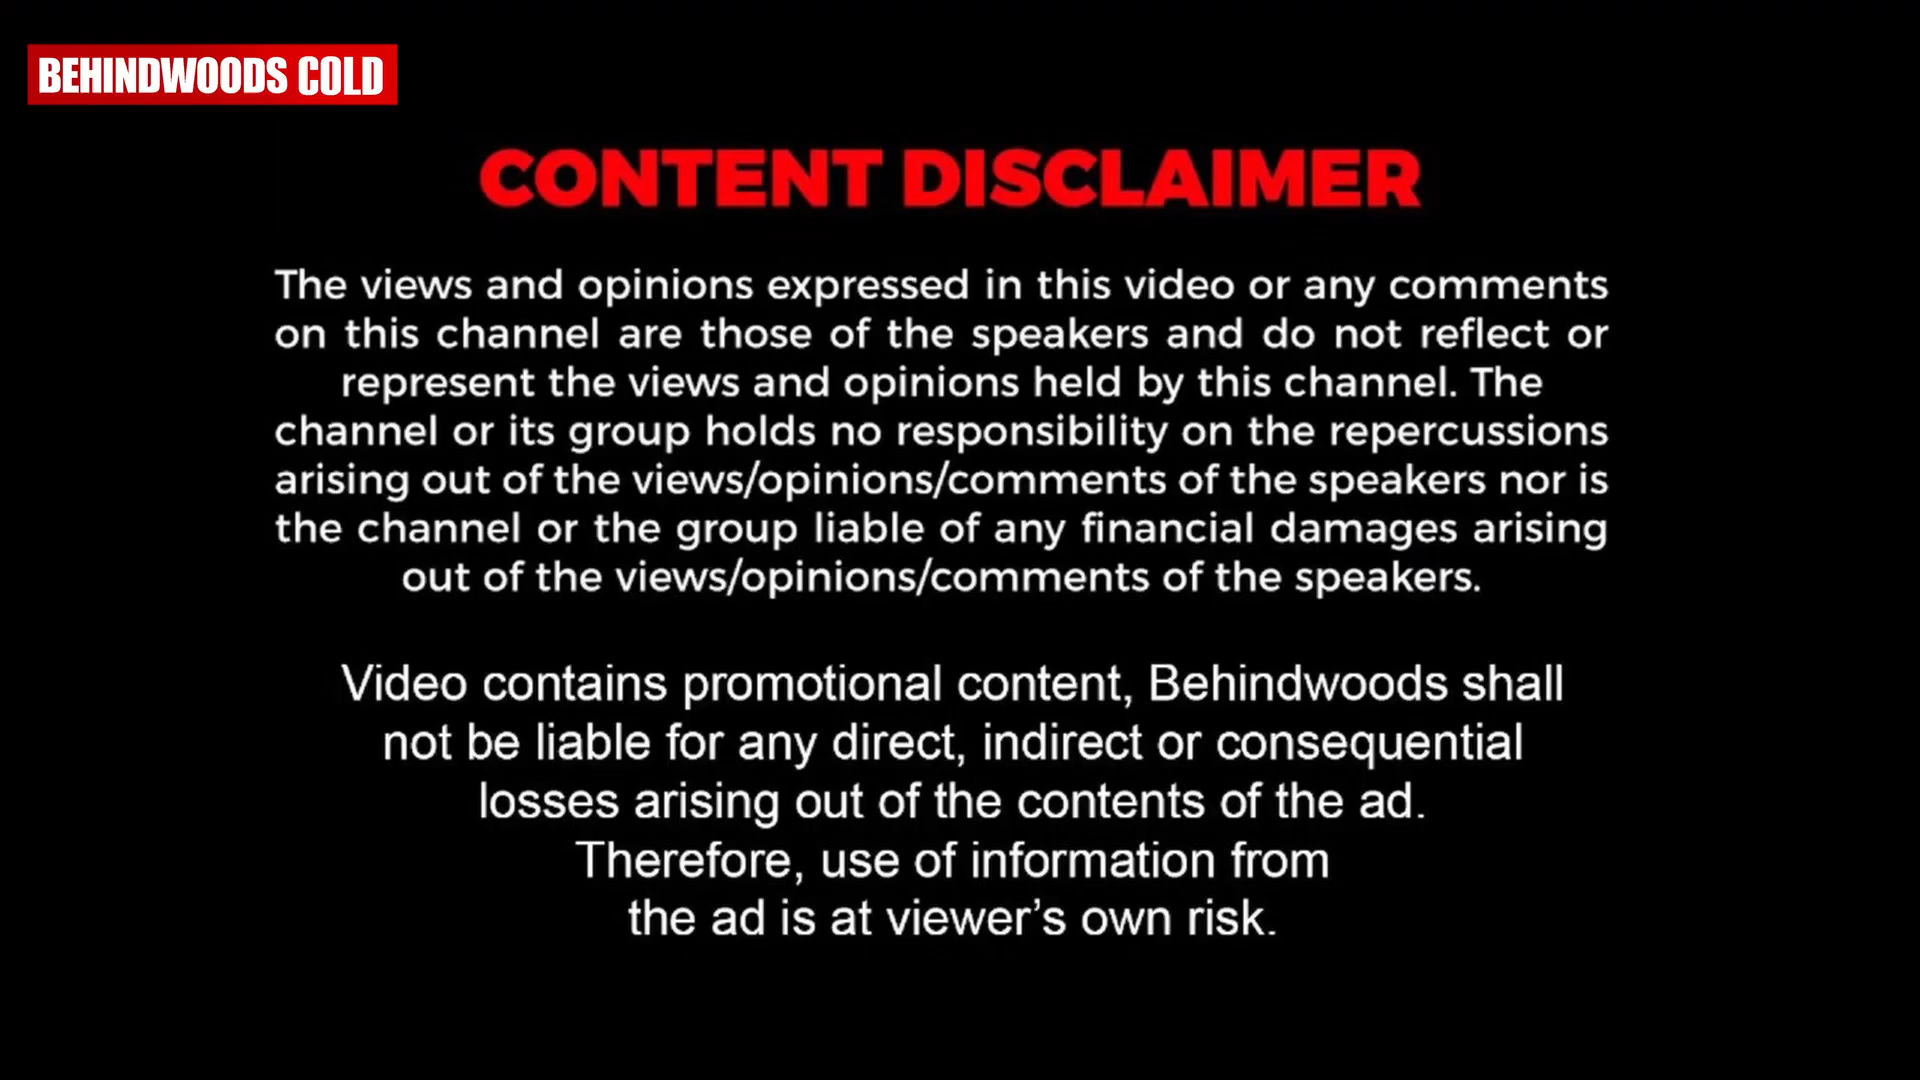 BEHINDWOODS COLD
CONTENT DISCLAIMER
The views and opinions expressed in this video or any comments
on this channel are those of the speakers and do not reflect or
represent the views and opinions held by this channel. The
channel or its group holds no responsibility on the repercussions
arising out of the views/opinions/comments of the speakers nor is
the channel or the group liable of any financial damages arising
out of the views/opinions/comments of the speakers.
Video contains promotional content, Behindwoods shall
not be liable for any direct, indirect or consequential
losses arising out of the contents of the ad.
Therefore, use of information from
the ad is at viewer’s own risk.